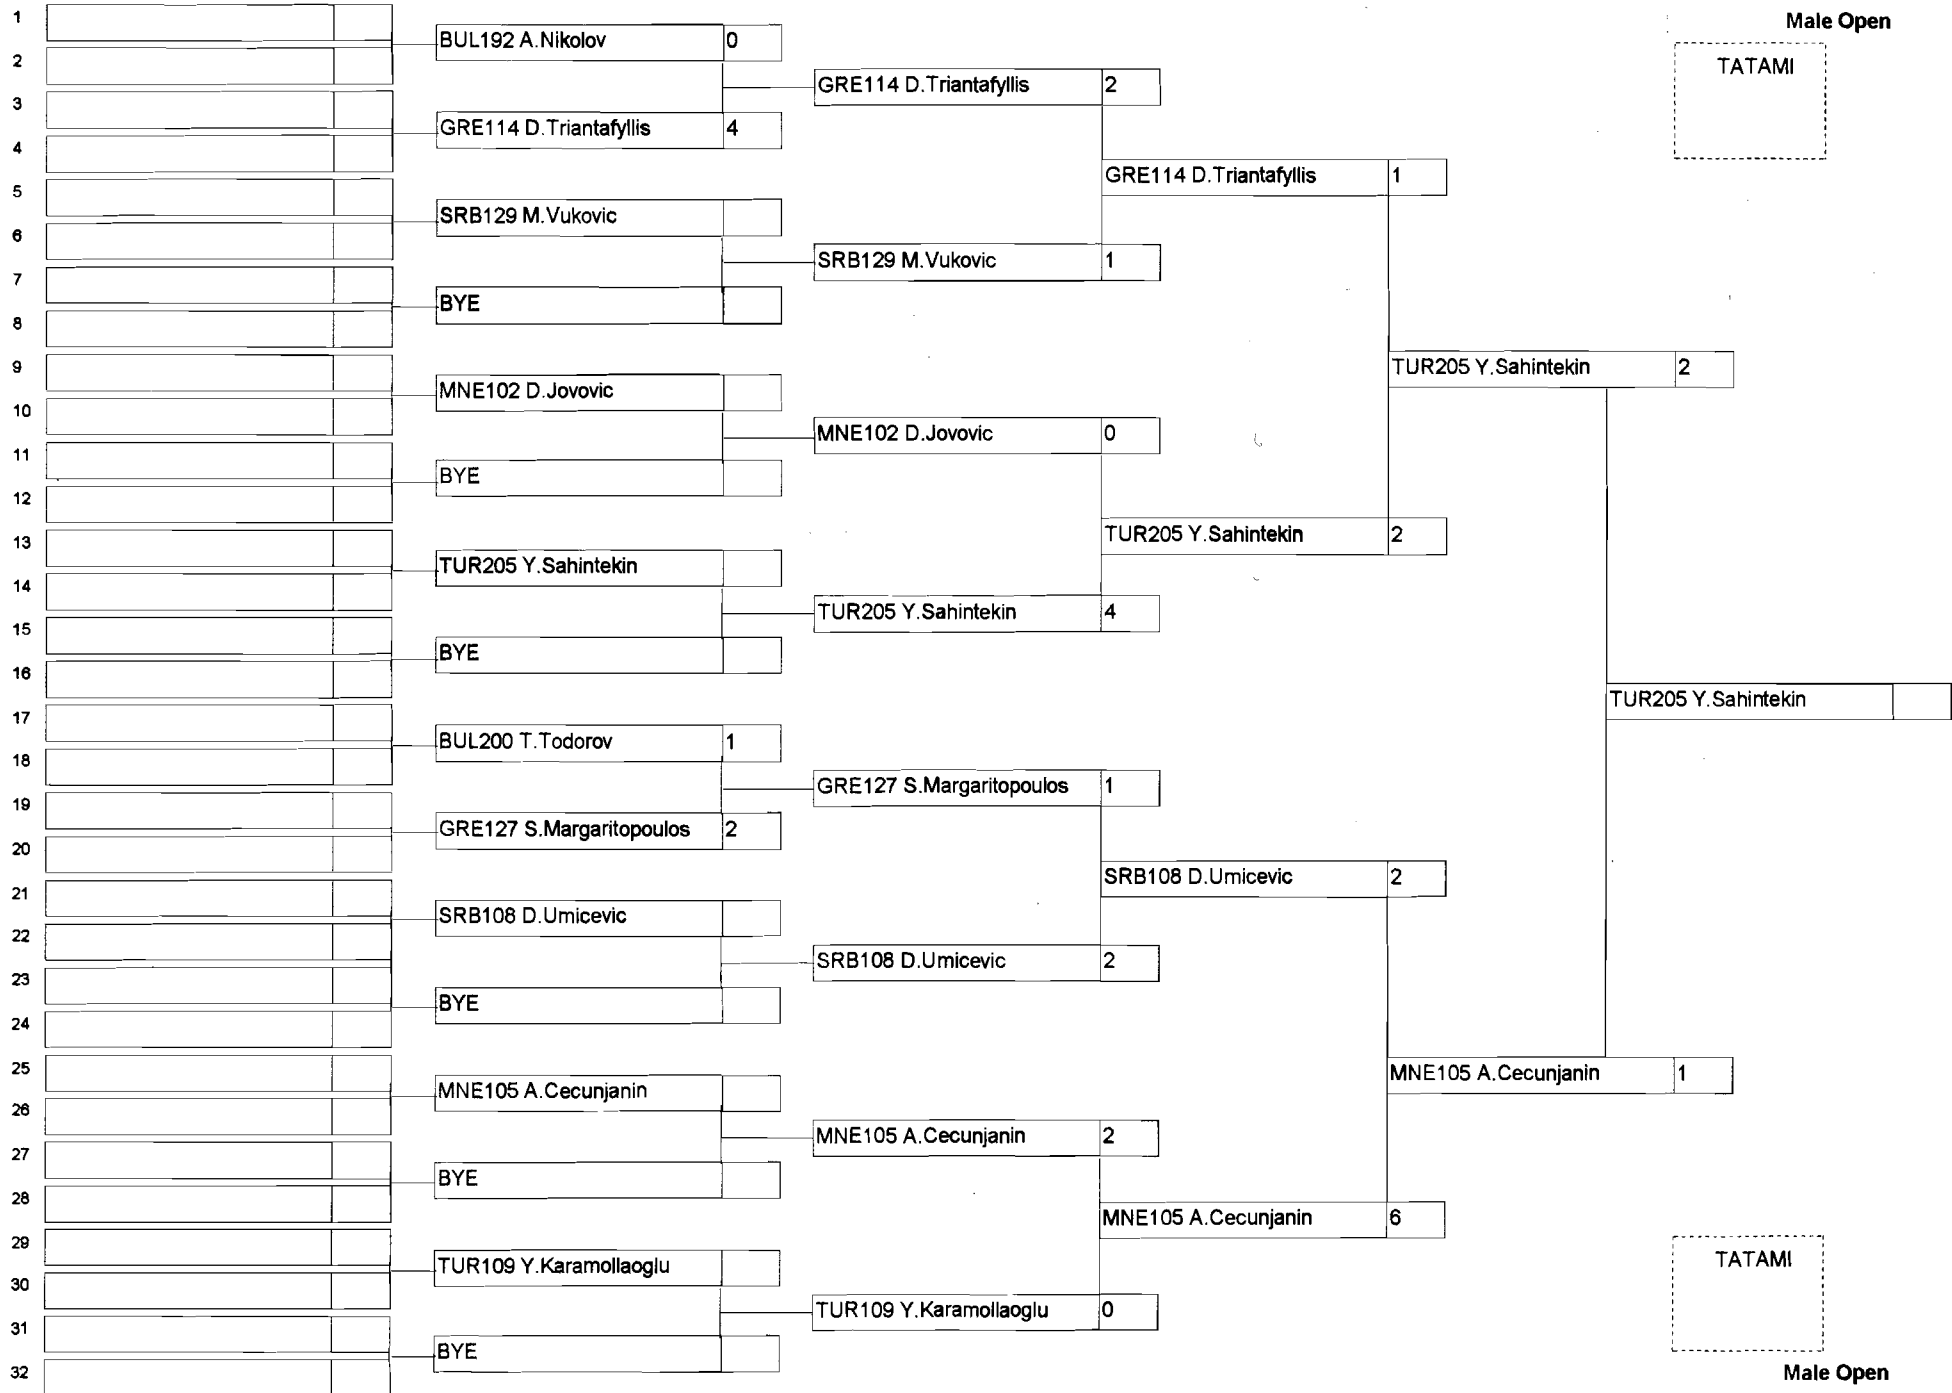 Male Open
TATAMI
1
2
3
4
5
6
7
8
9
10
11
12
13
14
15
16
17
18
19
20
21
22
23
24
25
26
27
28
29
30
31
32
BUL192 A.Nikolov 0
GRE114 D.Triantafyllis 4
SRB129 M.Vukovic
BYE
MNE102 D.Jovovic
BYE
TUR205 Y.Sahintekin
BYE
BUL200 T.Todorov 1
GRE127 S.Margaritopoulos 2
SRB108 D.Umicevic
BYE
MNE105 A.Cecunjanin
BYE
TUR109 Y.Karamollaoglu
BYE
GRE114 D.Triantafyllis 2
SRB129 M.Vukovic 1
MNE102 D.Jovovic 0
TUR205 Y.Sahintekin 4
GRE127 S.Margaritopoulos 1
SRB108 D.Umicevic 2
MNE105 A.Cecunjanin 2
TUR109 Y.Karamollaoglu 0
GRE114 D.Triantafyllis 1
TUR205 Y.Sahintekin 2
SRB108 D.Umicevic 2
MNE105 A.Cecunjanin 6
TUR205 Y.Sahintekin 2
MNE105 A.Cecunjanin 1
TUR205 Y.Sahintekin
TATAMI
Male Open